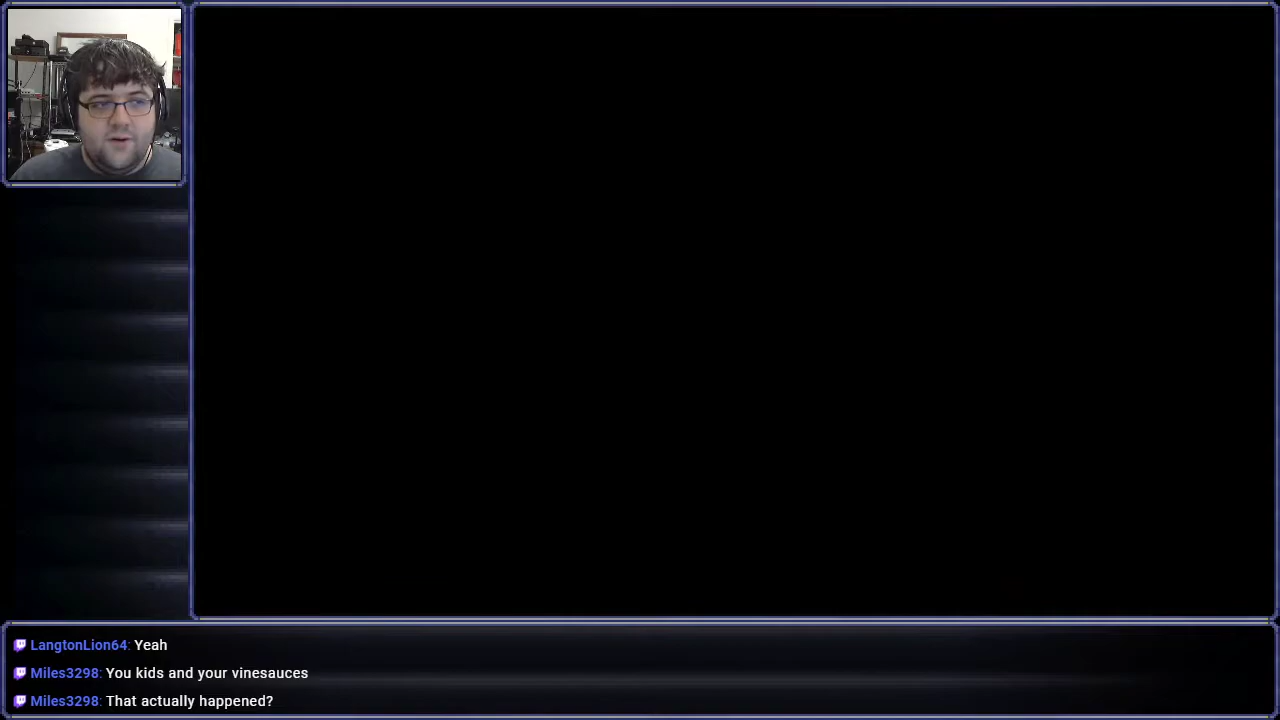 LangtonLion64: Yeah
Miles3298: You kids and your vinesauces
Miles3298: That actually happened?